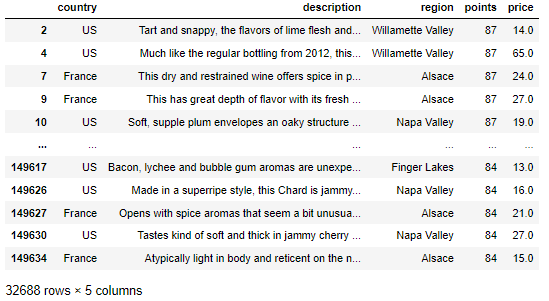 country description region points price
2 US Tart and snappy, the flavors of lime flesh and... Willamette Valley 87 14.0
4 US Much like the regular bottling from 2012, this... Willamette Valley 87 65.0
7 France This dry and restrained wine offers spice in p... Alsace 87 24.0
9 France This has great depth of flavor with its fresh ... Alsace 87 27.0
10 US Soft, supple plum envelopes an oaky structure ... Napa Valley 87 19.0
... ... ... ... ... ...
149617 US Bacon, lychee and bubble gum aromas are unexpe... Finger Lakes 84 13.0
149626 US Made in a superripe style, this Chard is jammy... Napa Valley 84 16.0
149627 France Opens with spice aromas that seem a bit unusua... Alsace 84 21.0
149630 US Tastes kind of soft and thick in jammy cherry ... Napa Valley 84 27.0
149634 France Atypically light in body and reticent on the n... Alsace 84 15.0
32688 rows × 5 columns